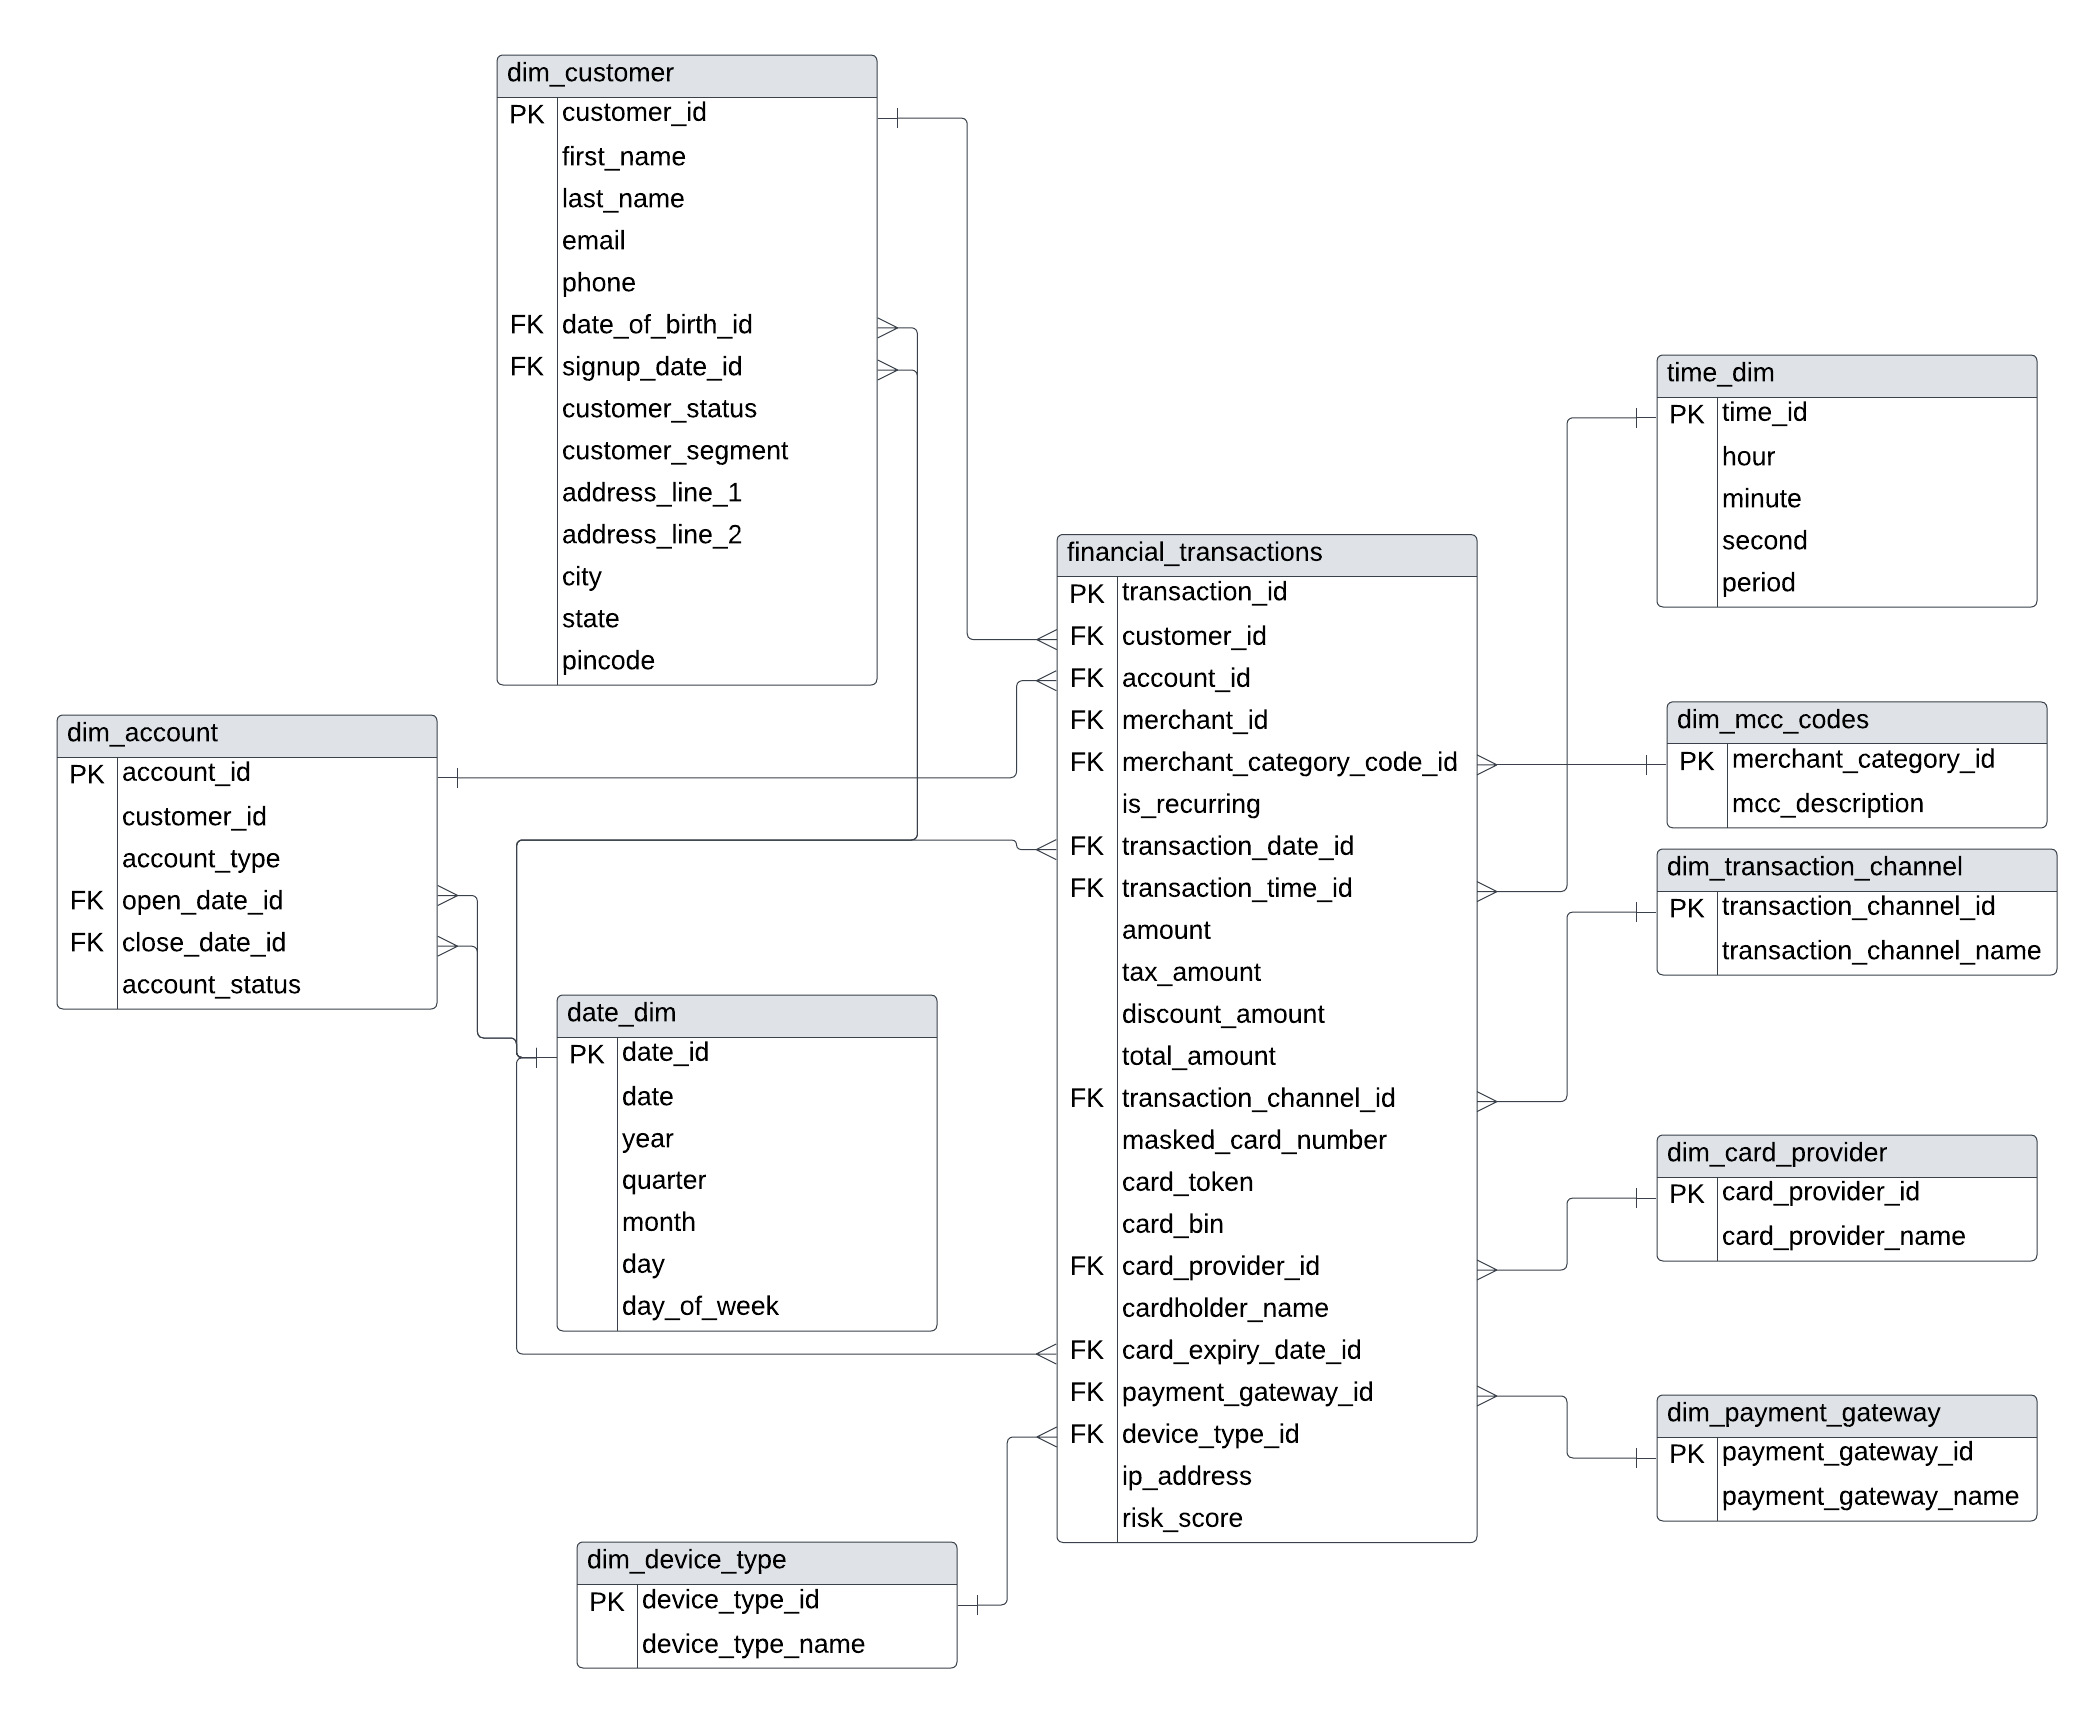 dim_customer
PK customer_id
first_name
last_name
email
phone
FK date_of_birth_id
FK signup_date_id
customer_status
customer_segment
address_line_1
address_line_2
city
state
pincode
dim_account
PK account_id
customer_id
account_type
FK open_date_id
FK close_date_id
account_status
date_dim
PK date_id
date
year
quarter
month
day
day_of_week
dim_device_type
PK device_type_id
device_type_name
financial_transactions
PK transaction_id
FK customer_id
FK account_id
FK merchant_id
FK merchant_category_code_id
is_recurring
FK transaction_date_id
FK transaction_time_id
amount
tax_amount
discount_amount
total_amount
FK transaction_channel_id
masked_card_number
card_token
card_bin
FK card_provider_id
cardholder_name
FK card_expiry_date_id
FK payment_gateway_id
FK device_type_id
ip_address
risk_score
time_dim
PK time_id
hour
minute
second
period
dim_mcc_codes
PK merchant_category_id
mcc_description
dim_transaction_channel
PK transaction_channel_id
transaction_channel_name
dim_card_provider
PK card_provider_id
card_provider_name
dim_payment_gateway
PK payment_gateway_id
payment_gateway_name